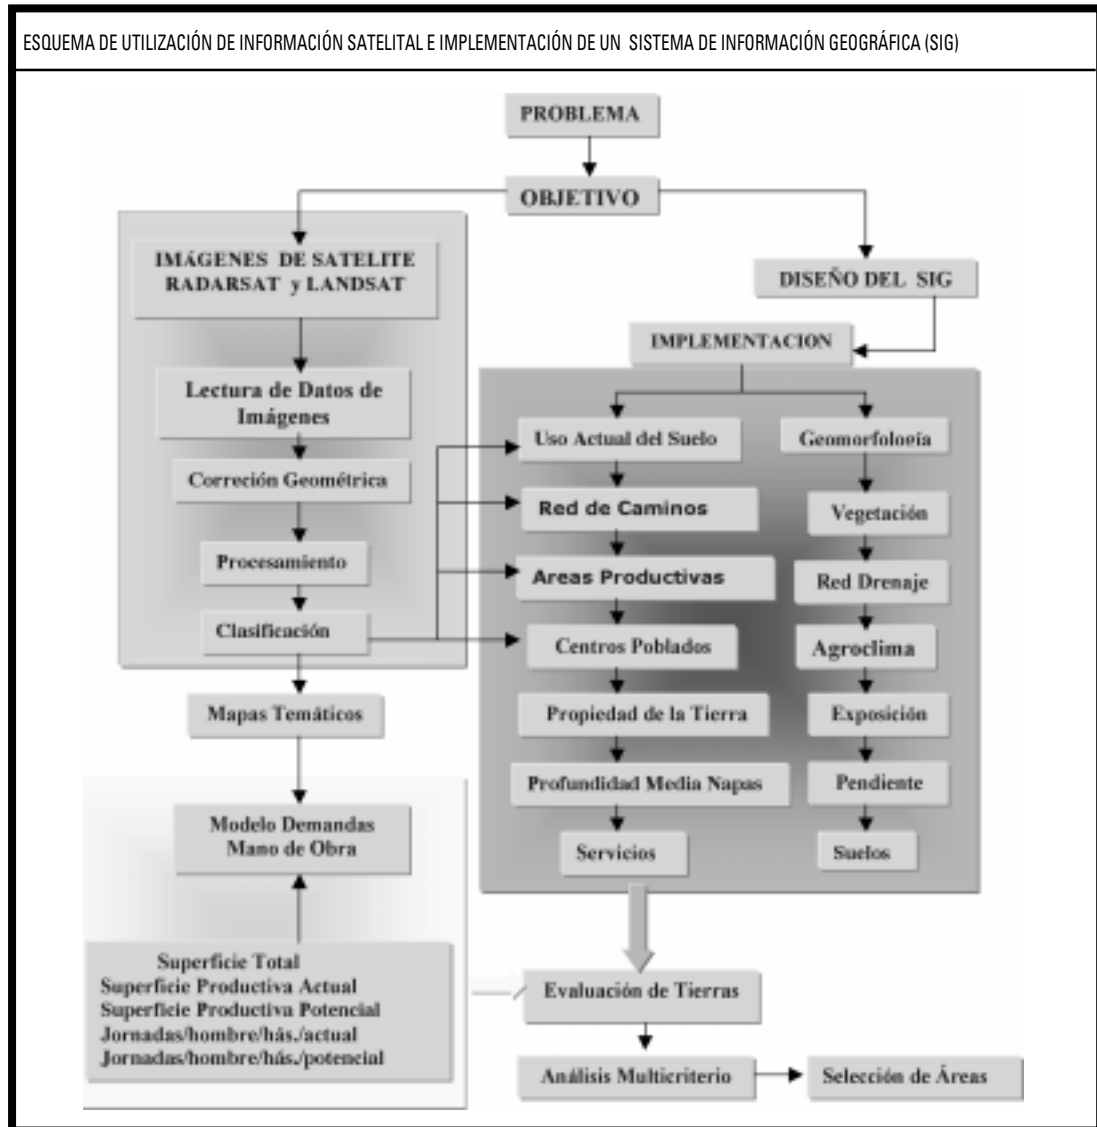 ESQUEMA DE UTILIZACIÓN DE INFORMACIÓN SATELITAL E IMPLEMENTACIÓN DE UN SISTEMA DE INFORMACIÓN GEOGRÁFICA (SIG)
PROBLEMA
OBJETIVO
IMÁGENES DE SATELITE
RADARSAT y LANDSAT
Lectura de Datos de
Imágenes
Correción Geométrica
Procesamiento
Clasificación
Mapas Temáticos
Modelo Demandas
Mano de Obra
Superficie Total
Superficie Productiva Actual
Superficie Productiva Potencial
Jornadas/hombre/hás./actual
Jornadas/hombre/hás./potencial
DISEÑO DEL SIG
IMPLEMENTACION
Uso Actual del Suelo
Red de Caminos
Areas Productivas
Centros Poblados
Propiedad de la Tierra
Profundidad Media Napas
Servicios
Geomorfología
Vegetación
Red Drenaje
Agroclima
Exposición
Pendiente
Suelos
Evaluación de Tierras
Análisis Multicriterio
Selección de Áreas